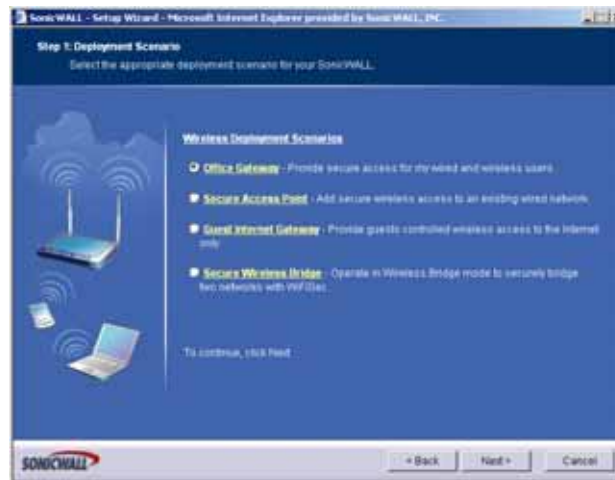 SonicWALL - Setup Wizard - Microsoft Internet Explorer provided by SonicWALL, INC.
Step 1: Deployment Scenario
Select the appropriate deployment scenario for your SonicWALL.
Wireless Deployment Scenarios
Office Gateway - Provide secure access for my wired and wireless users.
Secure Access Point - Add secure wireless access to an existing wired network.
Guest Internet Gateway - Provide guests controlled wireless access to the Internet
only.
Secure Wireless Bridge - Operate in Wireless Bridge mode to securely bridge
two networks with WiFiSec.
To continue, click Next
SONICWALL
< Back
Next >
Cancel